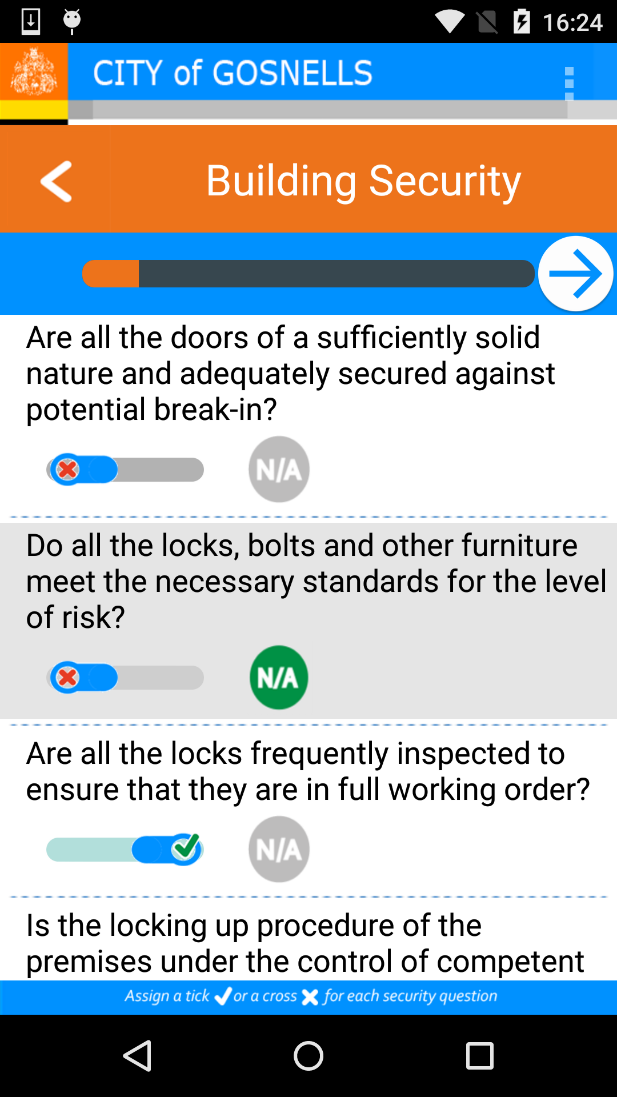 16:24
CITY of GOSNELLS
Building Security
Are all the doors of a sufficiently solid
nature and adequately secured against
potential break-in?
N/A
Do all the locks, bolts and other furniture
meet the necessary standards for the level
of risk?
N/A
Are all the locks frequently inspected to
ensure that they are in full working order?
N/A
Is the locking up procedure of the
premises under the control of competent
Assign a tick or a cross for each security question